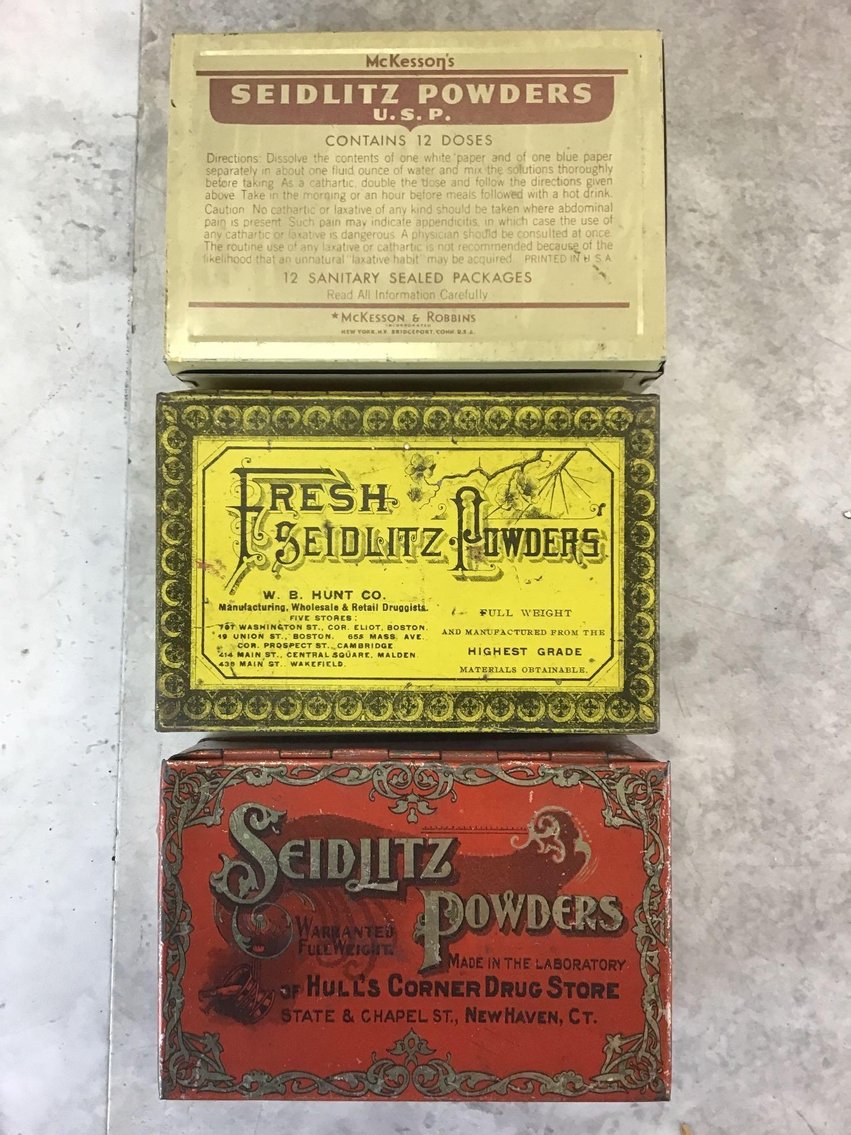 McKesson's
SEIDLITZ POWDERS
U.S.P.
CONTAINS 12 DOSES
Directions: Dissolve the contents of one white paper and of one blue paper
separately in about one fluid ounce of water and mix the solutions thoroughly
before taking. As a cathartic, double the dose and follow the directions given
above. Take in the morning or an hour before meals followed with a hot drink.
Caution: No cathartic or laxative of any kind should be taken where abdominal
pain is present. Such pain may indicate appendicitis, in which case the use of
any cathartic or laxative is dangerous. A physician should be consulted at once.
The routine use of any laxative or cathartic is not recommended because of the
likelihood that an unnatural "laxative habit" may be acquired. PRINTED IN U.S.A.
12 SANITARY SEALED PACKAGES
Read All Information Carefully
*McKESSON & ROBBINS
INCORPORATED
NEW YORK, N.Y. BRIDGEPORT, CONN. U.S.A.
FRESH
SEIDLITZ POWDERS
W. B. HUNT CO.
Manufacturing, Wholesale & Retail Druggists.
FIVE STORES:
WASHINGTON ST., COR. ELIOT, BOSTON.
19 UNION ST., BOSTON. 655 MASS. AVE.
COR. PROSPECT ST., CAMBRIDGE
414 MAIN ST., CENTRAL SQUARE, MALDEN.
MAIN ST. WAKEFIELD.
FULL WEIGHT
AND MANUFACTURED FROM THE
HIGHEST GRADE
MATERIALS OBTAINABLE.
SEIDLITZ
POWDERS
WARRANTED
FULL WEIGHT.
MADE IN THE LABORATORY
OF HULL'S CORNER DRUG STORE
STATE & CHAPEL ST., NEW HAVEN, CT.